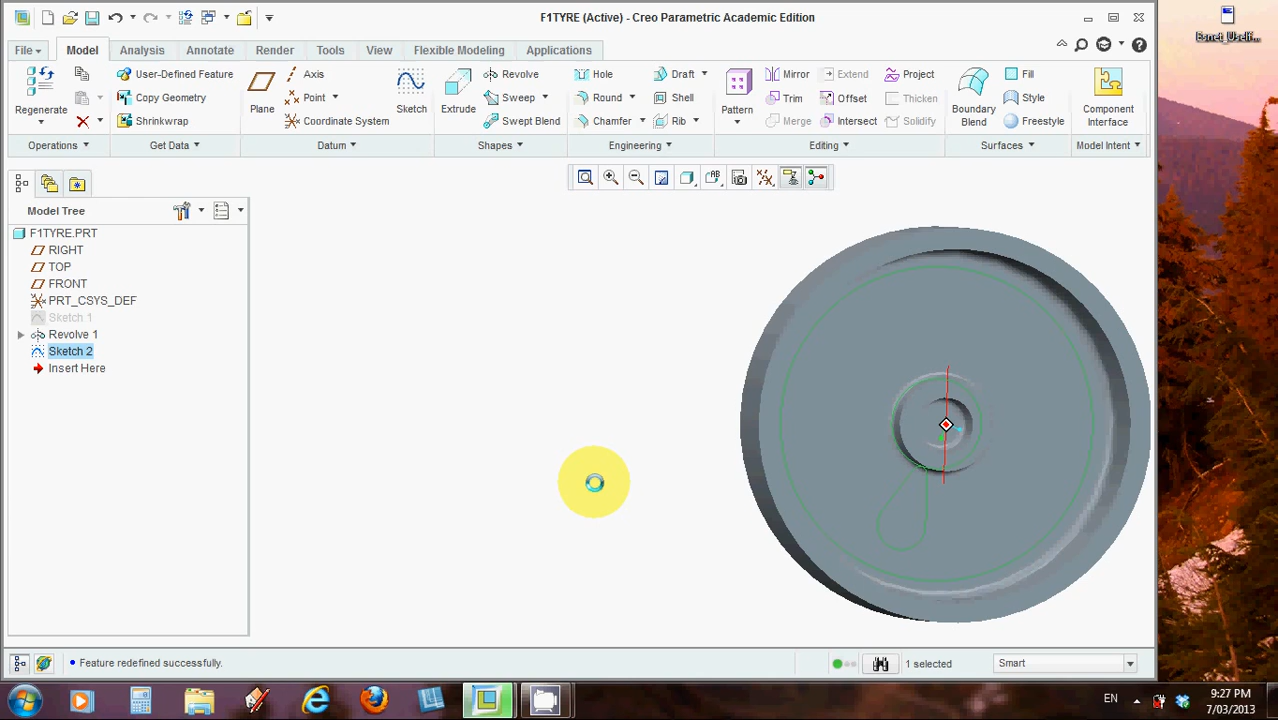 F1TYRE (Active) - Creo Parametric Academic Edition
File Model Analysis Annotate Render Tools View Flexible Modeling Applications
Regenerate
User-Defined Feature
Copy Geometry
Shrinkwrap
Plane
Axis
Point
Coordinate System
Sketch
Extrude
Revolve
Sweep
Swept Blend
Hole
Round
Chamfer
Draft
Shell
Rib
Pattern
Mirror
Trim
Merge
Extend
Offset
Intersect
Project
Thicken
Solidify
Boundary
Blend
Fill
Style
Freestyle
Component
Interface
Operations Get Data Datum Shapes Engineering Editing Surfaces Model Intent
Model Tree
F1TYRE.PRT
RIGHT
TOP
FRONT
PRT_CSYS_DEF
Sketch 1
Revolve 1
Sketch 2
Insert Here
Feature redefined successfully.
1 selected
Smart
EN
9:27 PM
7/03/2013